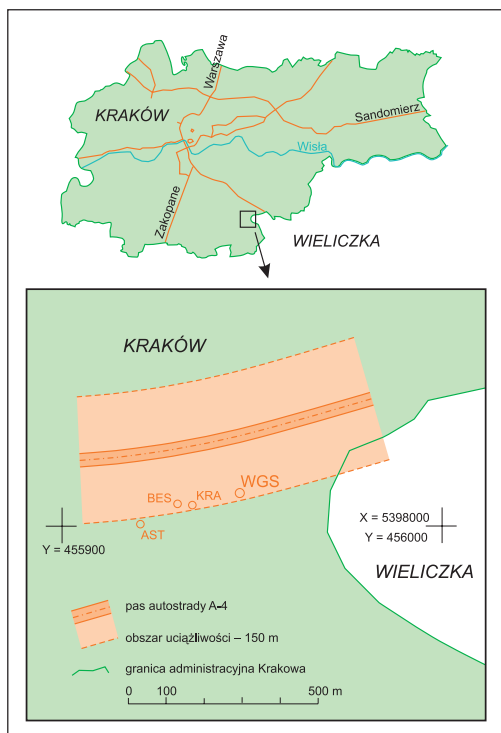 Warszawa
KRAKÓW
Sandomierz
Wisła
Zakopane
WIELICZKA
KRAKÓW
WGS
BES
KRA
AST
X = 5398000
Y = 455900
Y = 456000
WIELICZKA
pas autostrady A-4
obszar uciążliwości – 150 m
granica administracyjna Krakowa
0 100 500 m